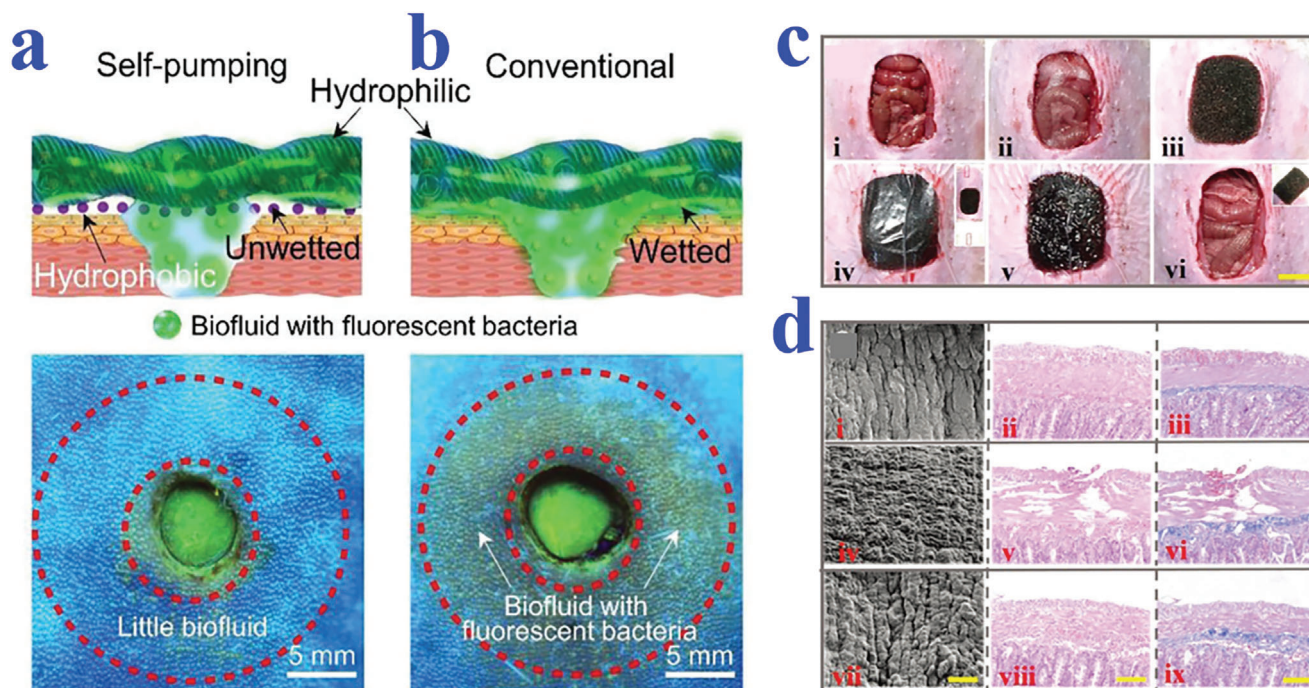 a
Self-pumping
b
Conventional
Hydrophilic
Unwetted
Hydrophobic
Wetted
Biofluid with fluorescent bacteria
Little biofluid
5 mm
Biofluid with
fluorescent bacteria
5 mm
c
i
ii
iii
iv
v
vi
d
i
ii
iii
iv
v
vi
vii
viii
ix